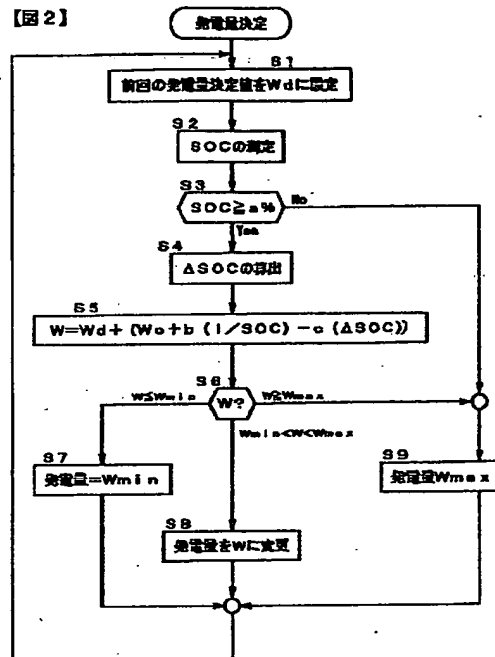 【図2】
発電量決定
S1
前回の発電量決定値をWdに設定
S2
SOCの測定
S3
SOC≧a%
No
Yes
S4
ΔSOCの算出
S5
W=Wd+(Wo+b(1/SOC)-c(ΔSOC))
S6
W≦Wmin
W?
W≧Wmax
Wmin<W<Wmax
S7
発電量=Wmin
S9
発電量Wmax
S8
発電量をWに変更